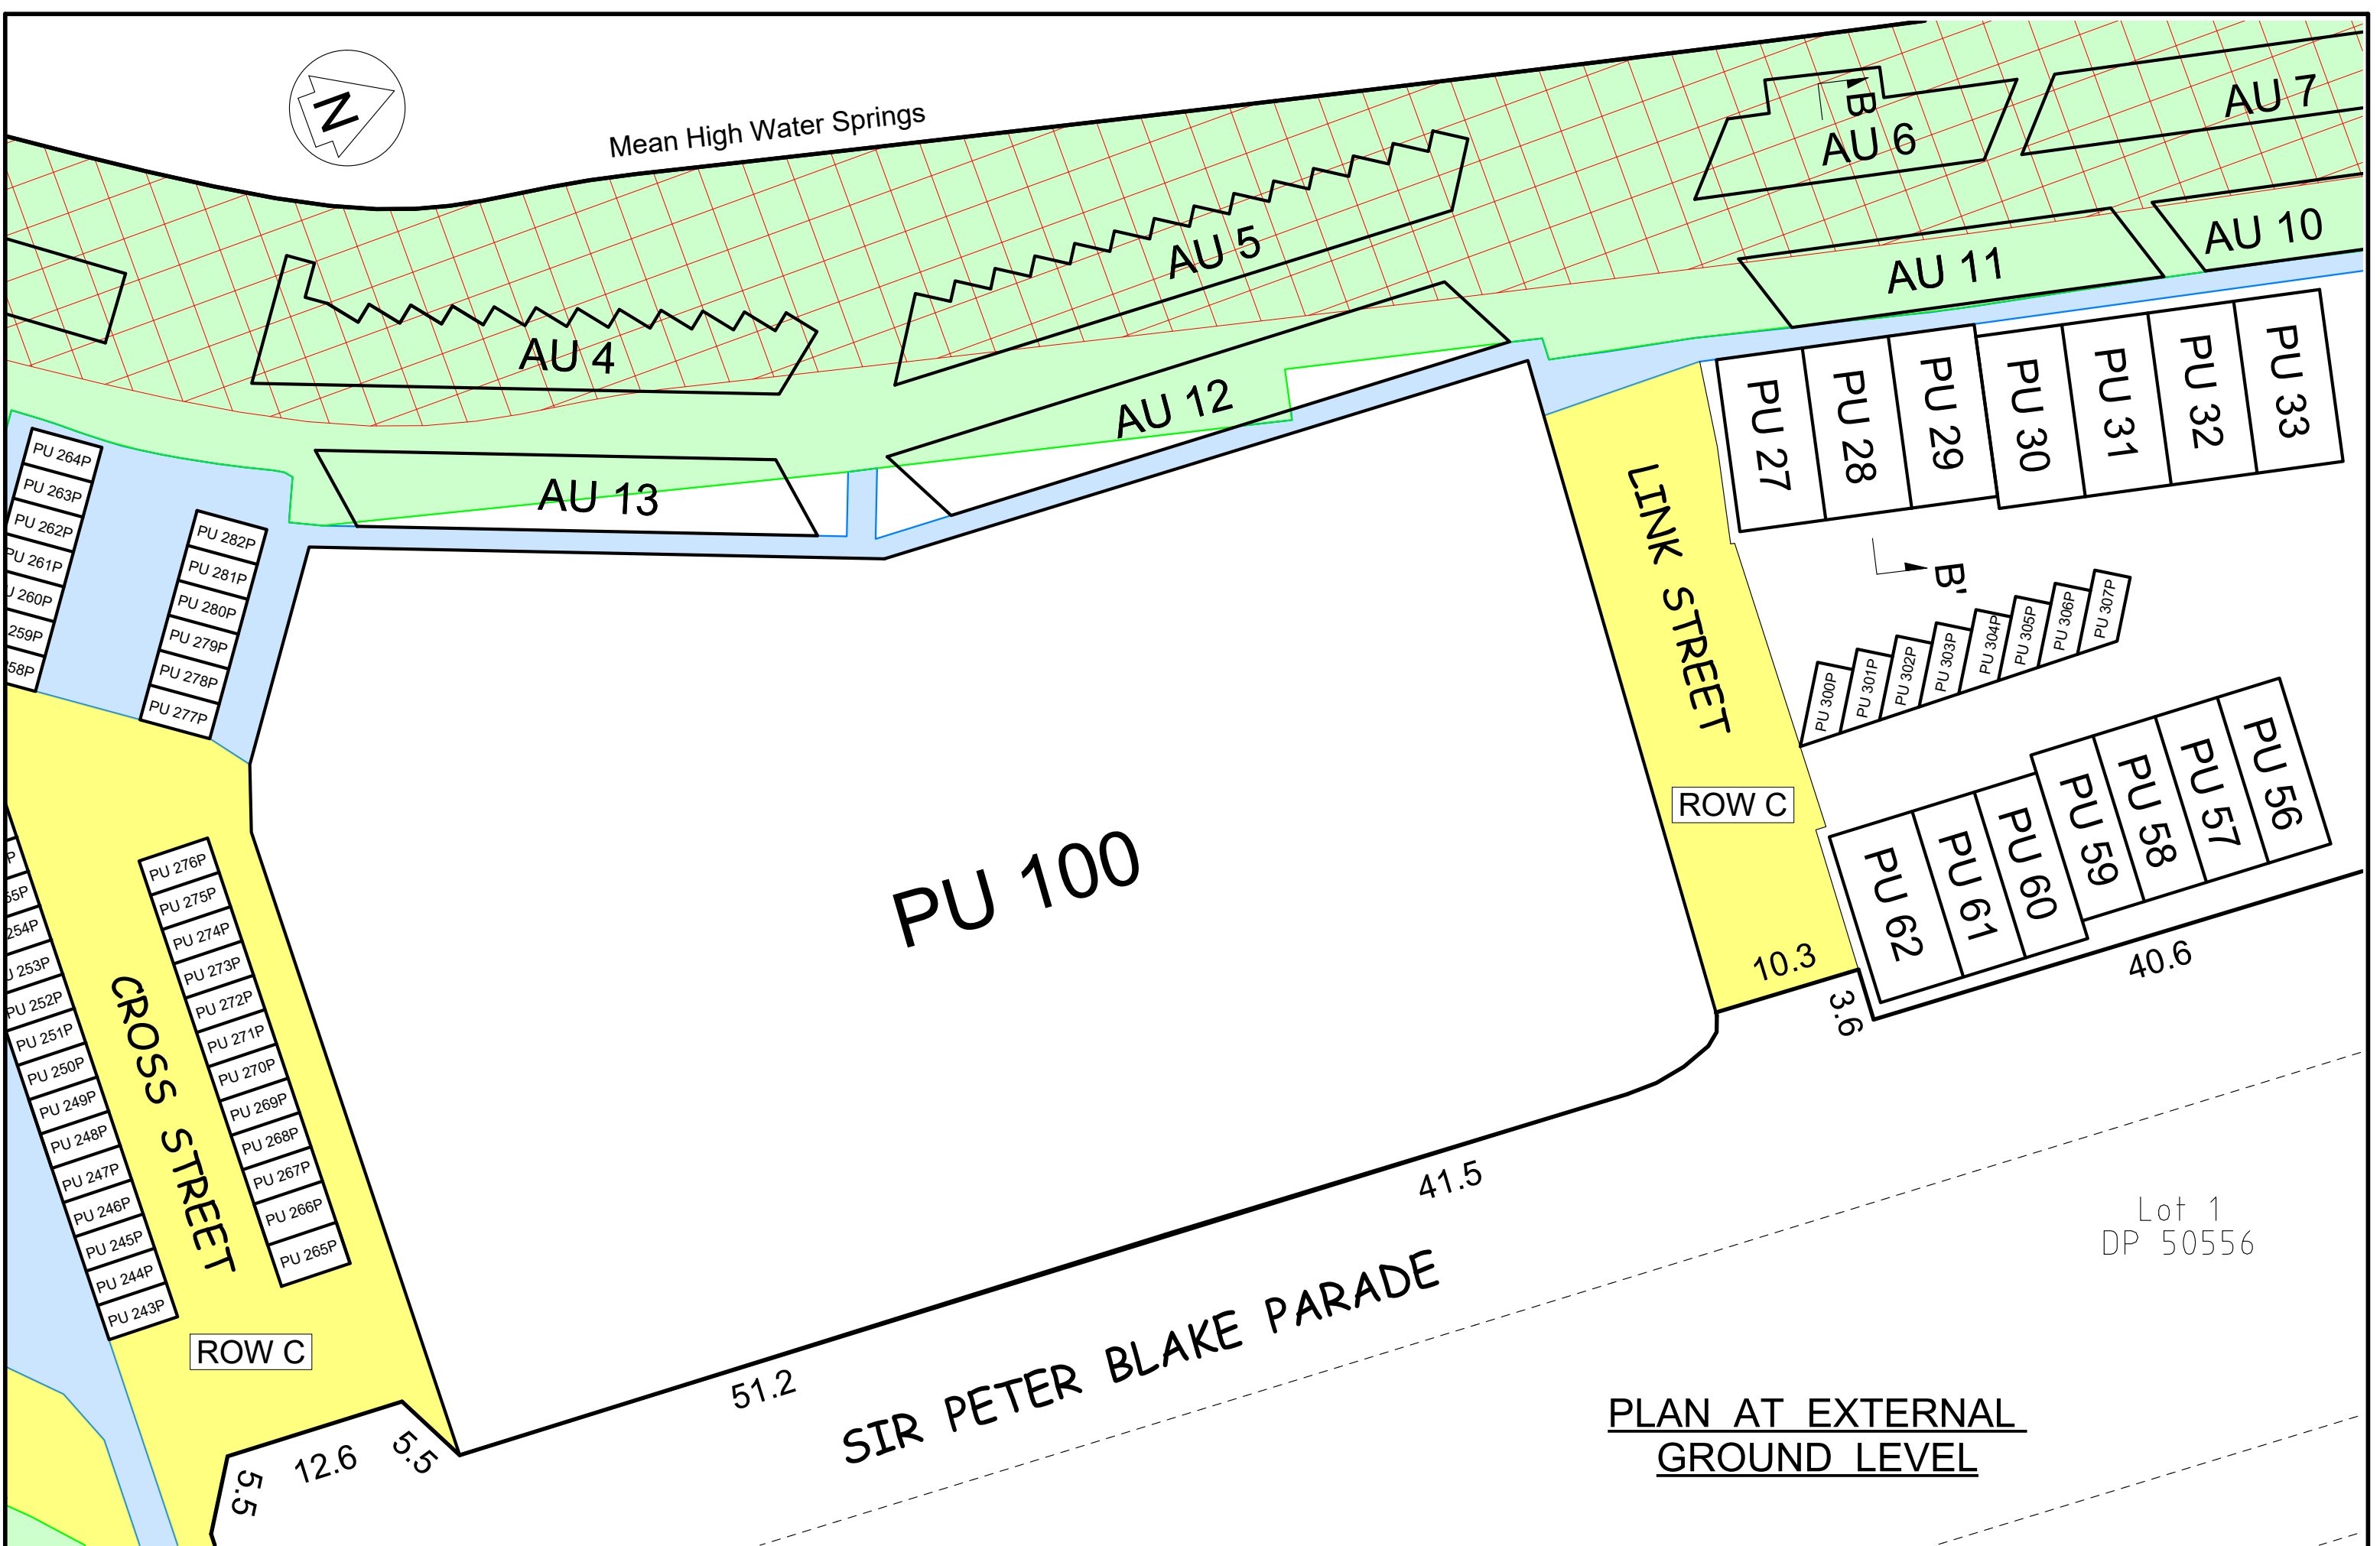 N
Mean High Water Springs
B
AU 6
AU 7
AU 5
AU 4
AU 11
AU 10
AU 12
AU 13
PU 27
PU 28
PU 29
PU 30
PU 31
PU 32
PU 33
B'
PU 264P
PU 263P
PU 262P
PU 261P
260P
259P
58P
PU 282P
PU 281P
PU 280P
PU 279P
PU 278P
PU 277P
LINK STREET
ROW C
PU 300P
PU 301P
PU 302P
PU 303P
PU 304P
PU 305P
PU 306P
PU 307P
PU 62
PU 61
PU 60
PU 59
PU 58
PU 57
PU 56
PU 100
10.3
3.6
40.6
P
55P
254P
253P
PU 252P
PU 251P
PU 250P
PU 249P
PU 248P
PU 247P
PU 246P
PU 245P
PU 244P
PU 243P
CROSS STREET
PU 276P
PU 275P
PU 274P
PU 273P
PU 272P
PU 271P
PU 270P
PU 269P
PU 268P
PU 267P
PU 266P
PU 265P
ROW C
5.5
12.6
5.5
51.2
41.5
SIR PETER BLAKE PARADE
Lot 1
DP 50556
PLAN AT EXTERNAL
GROUND LEVEL